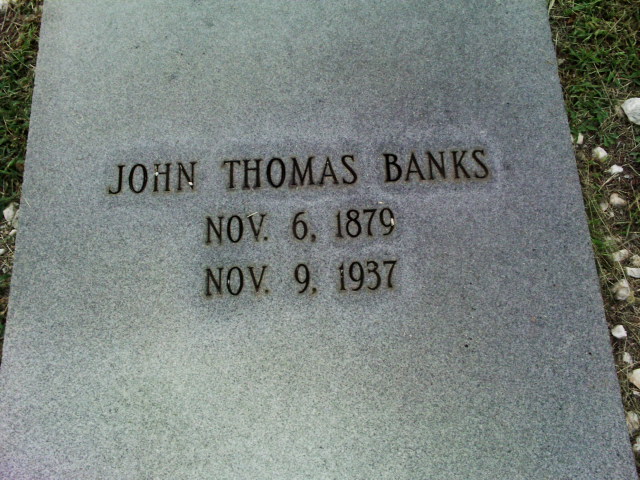 JOHN THOMAS BANKS
NOV. 6, 1879
NOV. 9, 1937